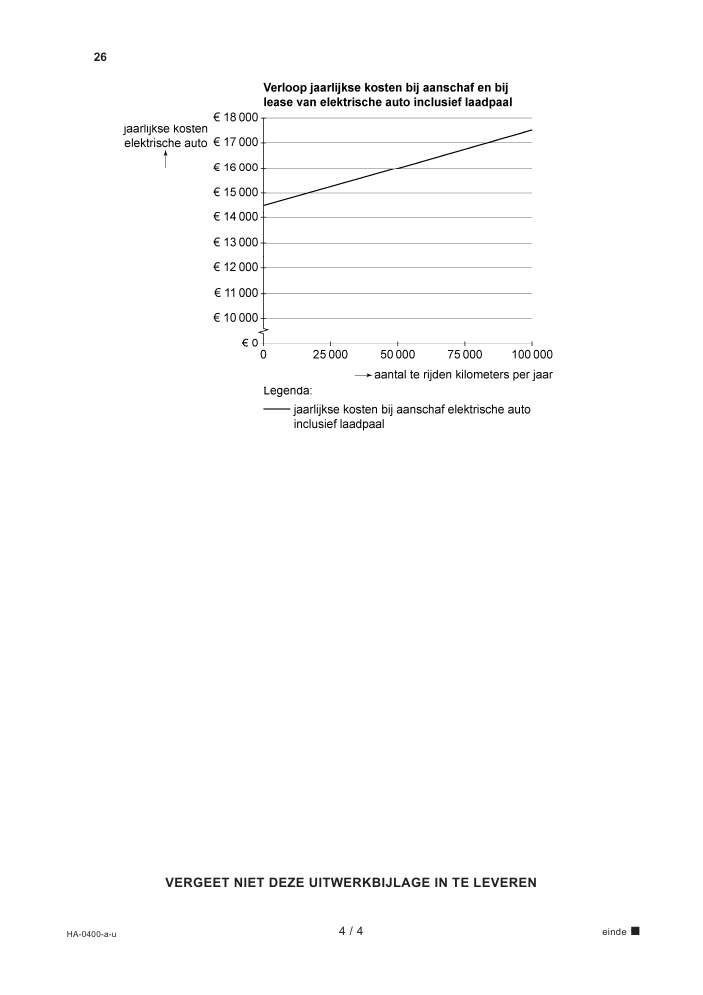 26
Verloop jaarlijkse kosten bij aanschaf en bij
lease van elektrische auto inclusief laadpaal
jaarlijkse kosten
elektrische auto
€ 18 000
€ 17 000
€ 16 000
€ 15 000
€ 14 000
€ 13 000
€ 12 000
€ 11 000
€ 10 000
€ 0
0 25 000 50 000 75 000 100 000
aantal te rijden kilometers per jaar
Legenda:
jaarlijkse kosten bij aanschaf elektrische auto
inclusief laadpaal
VERGEET NIET DEZE UITWERKBIJLAGE IN TE LEVEREN
HA-0400-a-u 4 / 4 einde